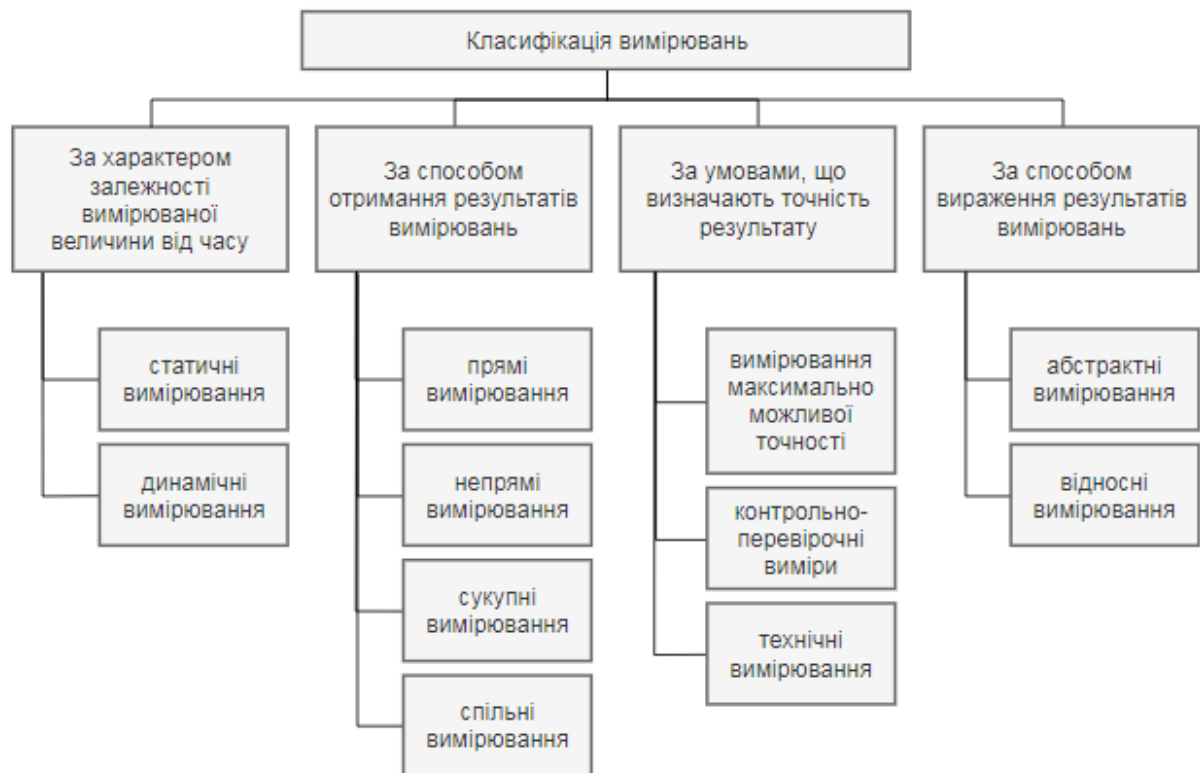 Класифікація вимірювань
За характером
залежності
вимірюваної
величини від часу
За способом
отримання результатів
вимірювань
За умовами, що
визначають точність
результату
За способом
вираження результатів
вимірювань
статичні
вимірювання
динамічні
вимірювання
прямі
вимірювання
непрямі
вимірювання
сукупні
вимірювання
спільні
вимірювання
вимірювання
максимально
можливої
точності
контрольно-
перевірочні
виміри
технічні
вимірювання
абстрактні
вимірювання
відносні
вимірювання